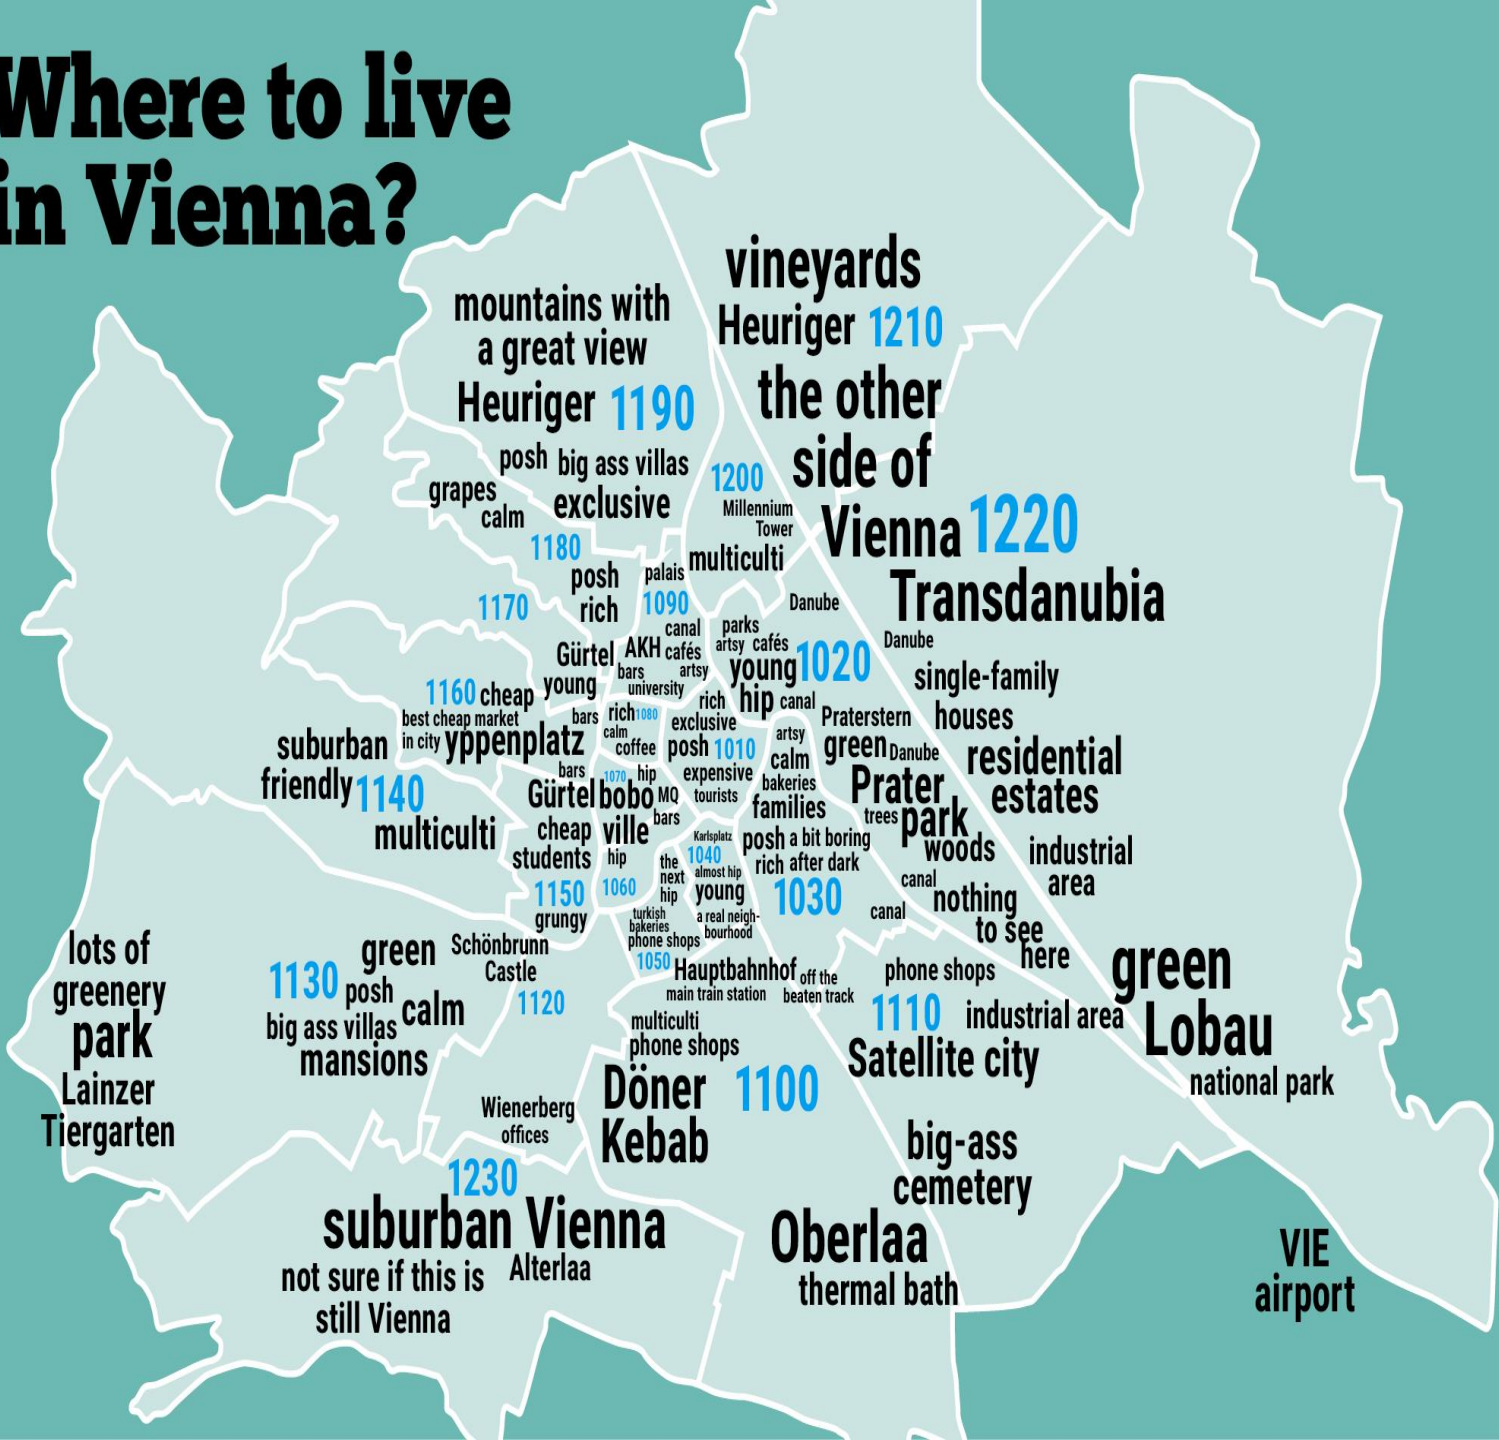 Where to live
in Vienna?
vineyards
Heuriger 1210
mountains with
a great view
Heuriger 1190
the other
side of
Vienna 1220
Transdanubia
posh big ass villas
grapes
exclusive
calm
1200
Millennium
Tower
multiculti
1180
posh
rich
palais
1090
1170
canal
AKH cafés
bars artsy
university
Gürtel
young
Danube
parks
artsy cafés
young 1020
hip canal
Danube
single-family
houses
residential
estates
1160 cheap
best cheap market
in city yppenplatz
bars
rich 1080
calm
coffee
rich
exclusive
posh 1010
expensive
tourists
Praterstern
green Danube
Prater
trees park
woods
artsy
calm
bakeries
families
posh a bit boring
rich after dark
1030
suburban
friendly 1140
multiculti
bars
Gürtel
cheap
students
1150
grungy
1070 hip
bobo MQ
ville bars
hip
1060
the
next
hip
Karlsplatz
1040
almost hip
young
a real neigh-
bourhood
turkish
bakeries
phone shops
1050
industrial
area
canal
nothing
to see
here
canal
lots of
greenery
park
Lainzer
Tiergarten
green
1130 posh
calm
big ass villas
mansions
Schönbrunn
Castle
1120
Hauptbahnhof
main train station
off the
beaten track
phone shops
1110 industrial area
Satellite city
green
Lobau
national park
multiculti
phone shops
Döner 1100
Kebab
Wienerberg
offices
big-ass
cemetery
1230
suburban Vienna
not sure if this is
still Vienna
Alterlaa
Oberlaa
thermal bath
VIE
airport